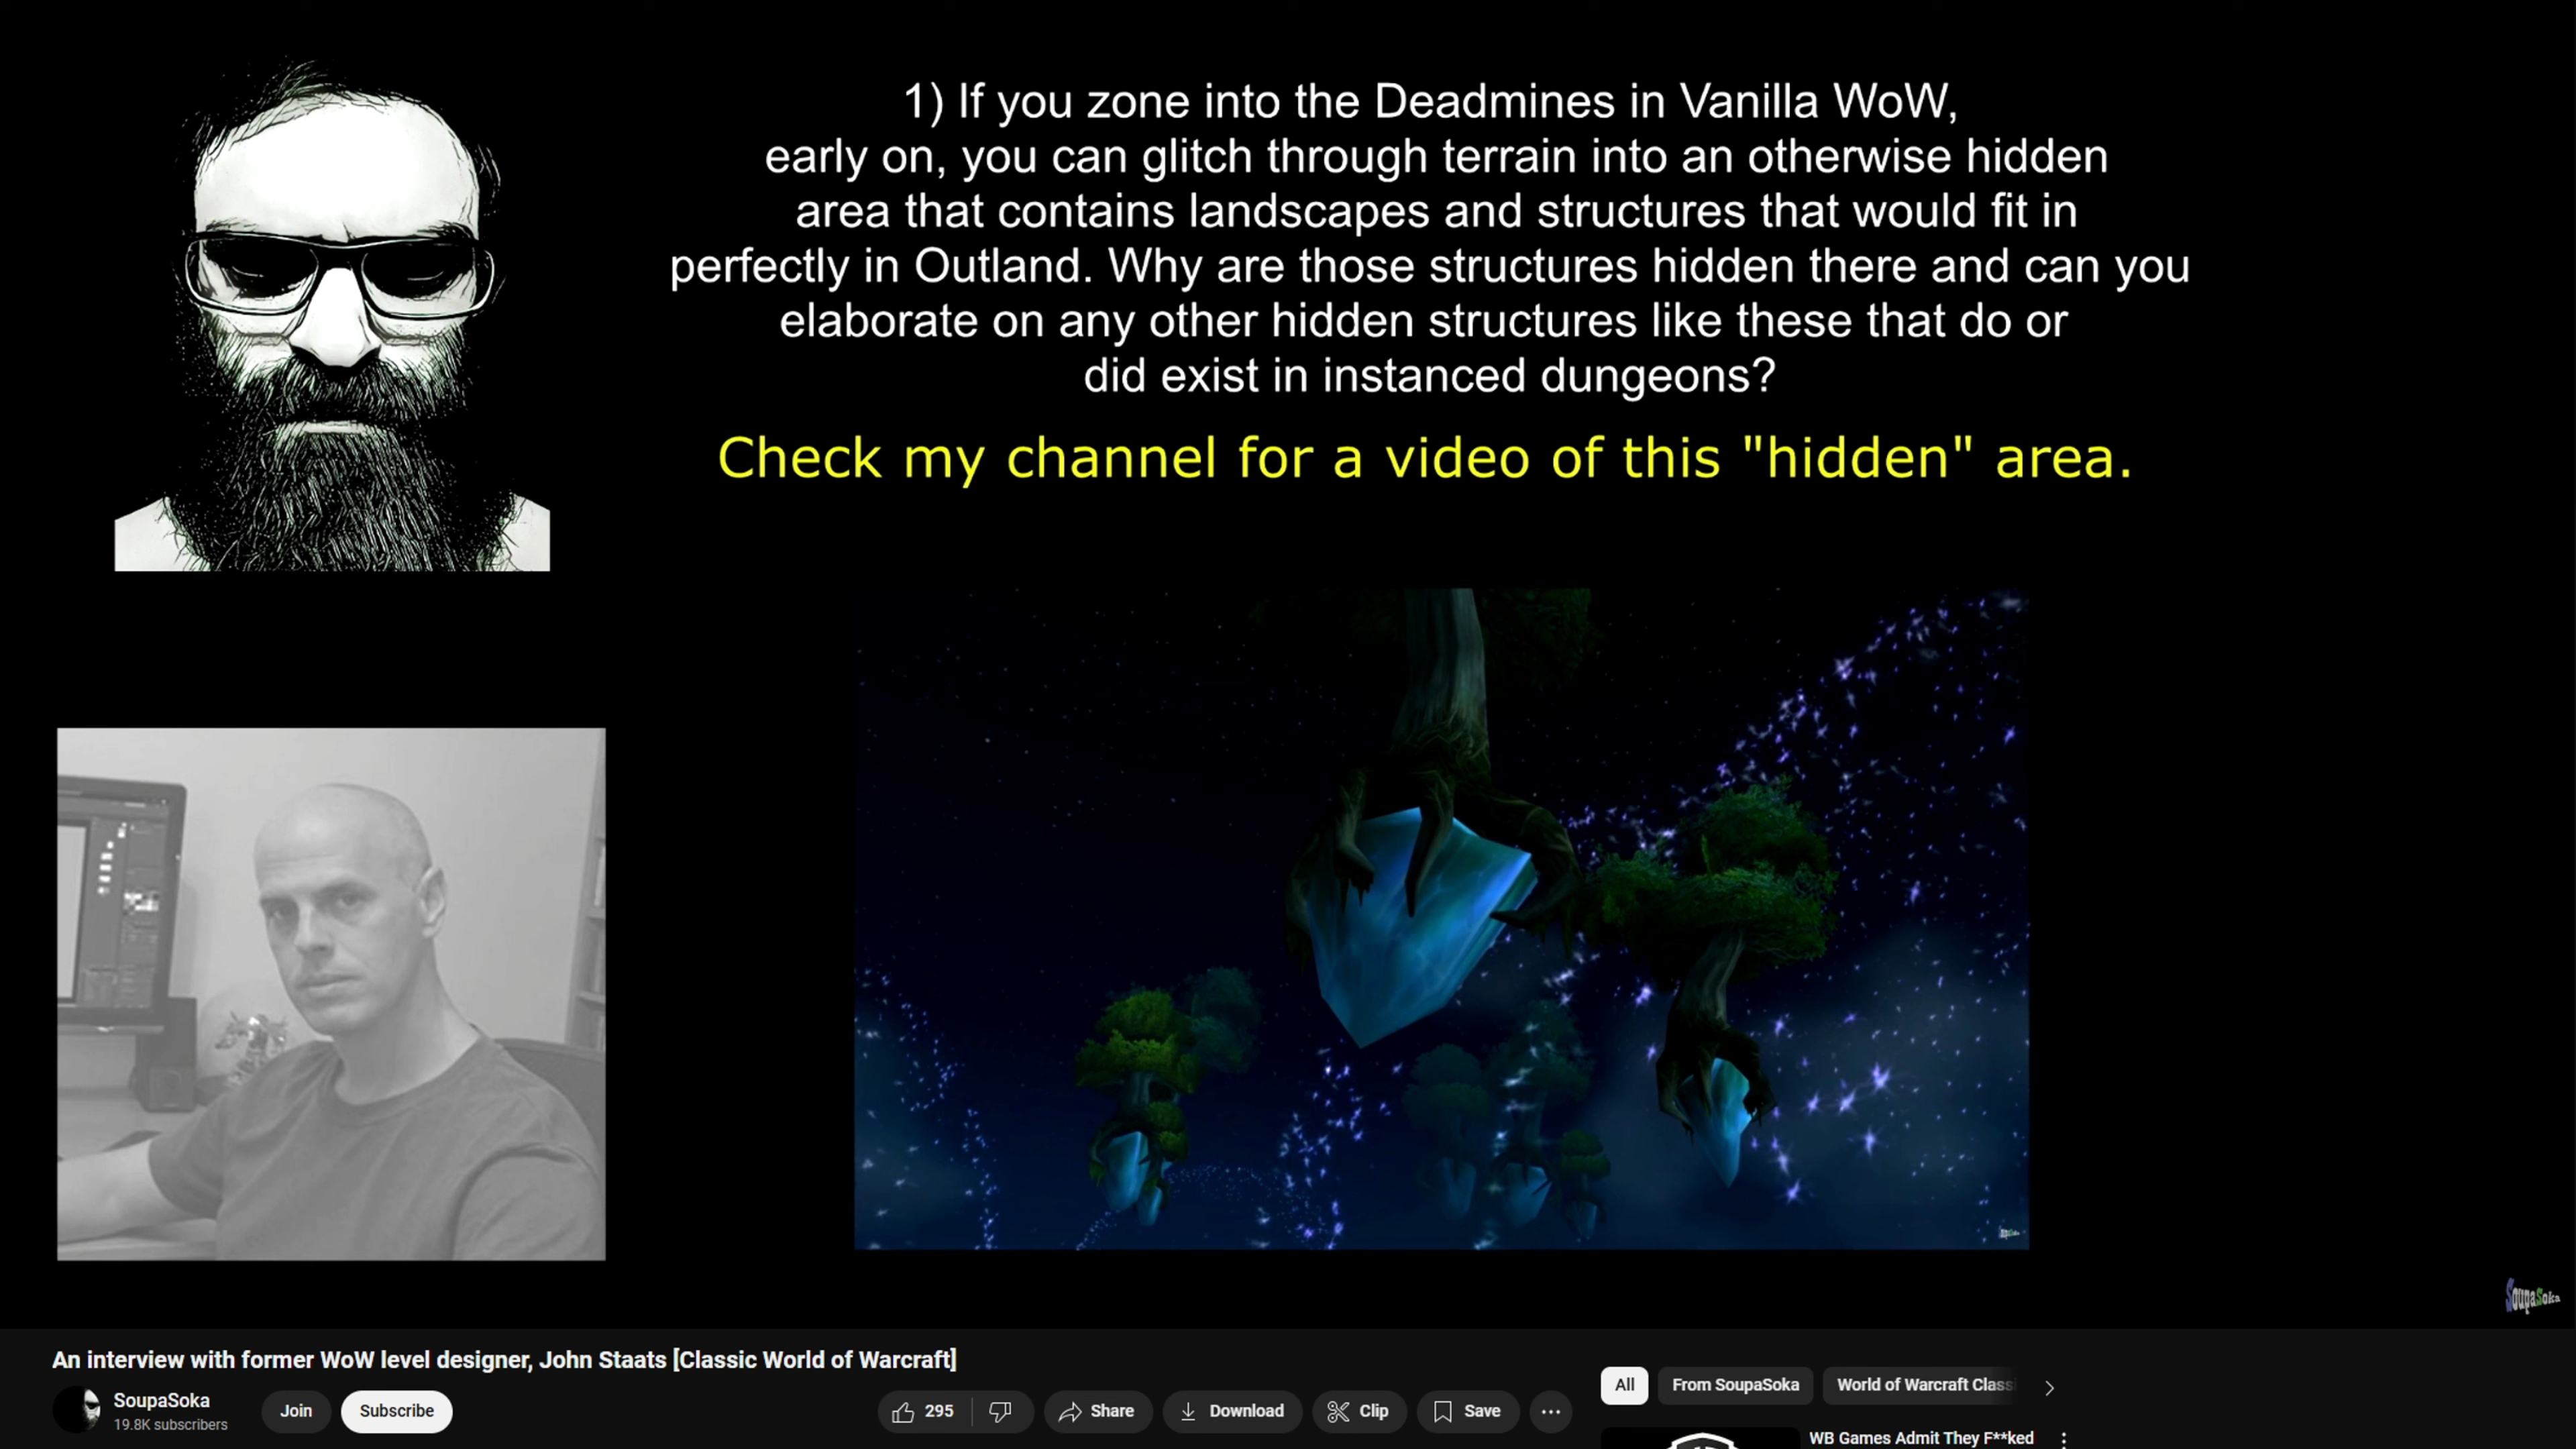 1) If you zone into the Deadmines in Vanilla WoW,
early on, you can glitch through terrain into an otherwise hidden
area that contains landscapes and structures that would fit in
perfectly in Outland. Why are those structures hidden there and can you
elaborate on any other hidden structures like these that do or
did exist in instanced dungeons?
Check my channel for a video of this "hidden" area.
SoupaSoka
An interview with former WoW level designer, John Staats [Classic World of Warcraft]
SoupaSoka
19.8K subscribers
Join
Subscribe
295
Share
Download
Clip
Save
All
From SoupaSoka
World of Warcraft Class
WB Games Admit They F**ked